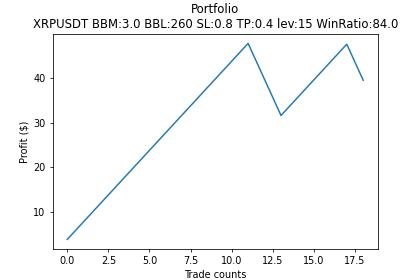 Portfolio
XRPUSDT BBM:3.0 BBL:260 SL:0.8 TP:0.4 lev:15 WinRatio:84.0
40
30
20
10
Profit ($)
0.0 2.5 5.0 7.5 10.0 12.5 15.0 17.5
Trade counts